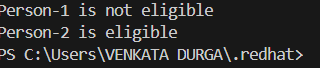 Person-1 is not eligible
Person-2 is eligible
PS C:\Users\VENKATA DURGA\.redhat>